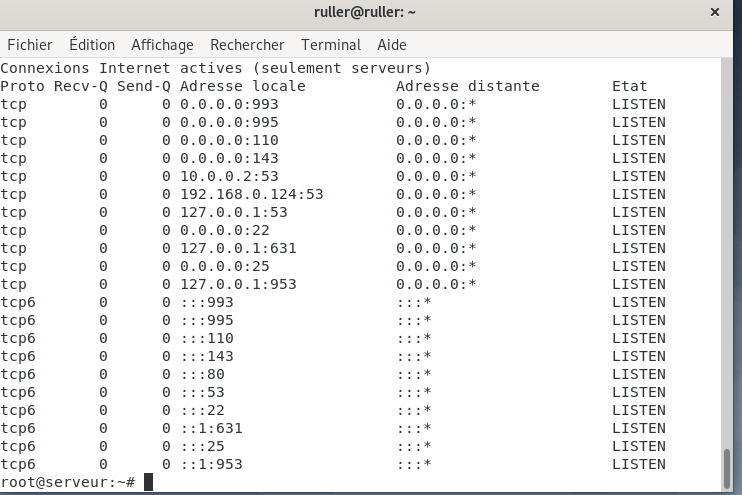 ruller@ruller: ~ ×
Fichier Édition Affichage Rechercher Terminal Aide
Connexions Internet actives (seulement serveurs)
Proto Recv-Q Send-Q Adresse locale Adresse distante Etat
tcp 0 0 0.0.0.0:993 0.0.0.0:* LISTEN
tcp 0 0 0.0.0.0:995 0.0.0.0:* LISTEN
tcp 0 0 0.0.0.0:110 0.0.0.0:* LISTEN
tcp 0 0 0.0.0.0:143 0.0.0.0:* LISTEN
tcp 0 0 10.0.0.2:53 0.0.0.0:* LISTEN
tcp 0 0 192.168.0.124:53 0.0.0.0:* LISTEN
tcp 0 0 127.0.0.1:53 0.0.0.0:* LISTEN
tcp 0 0 0.0.0.0:22 0.0.0.0:* LISTEN
tcp 0 0 127.0.0.1:631 0.0.0.0:* LISTEN
tcp 0 0 0.0.0.0:25 0.0.0.0:* LISTEN
tcp 0 0 127.0.0.1:953 0.0.0.0:* LISTEN
tcp6 0 0 :::993 :::* LISTEN
tcp6 0 0 :::995 :::* LISTEN
tcp6 0 0 :::110 :::* LISTEN
tcp6 0 0 :::143 :::* LISTEN
tcp6 0 0 :::80 :::* LISTEN
tcp6 0 0 :::53 :::* LISTEN
tcp6 0 0 :::22 :::* LISTEN
tcp6 0 0 ::1:631 :::* LISTEN
tcp6 0 0 :::25 :::* LISTEN
tcp6 0 0 ::1:953 :::* LISTEN
root@serveur:~#